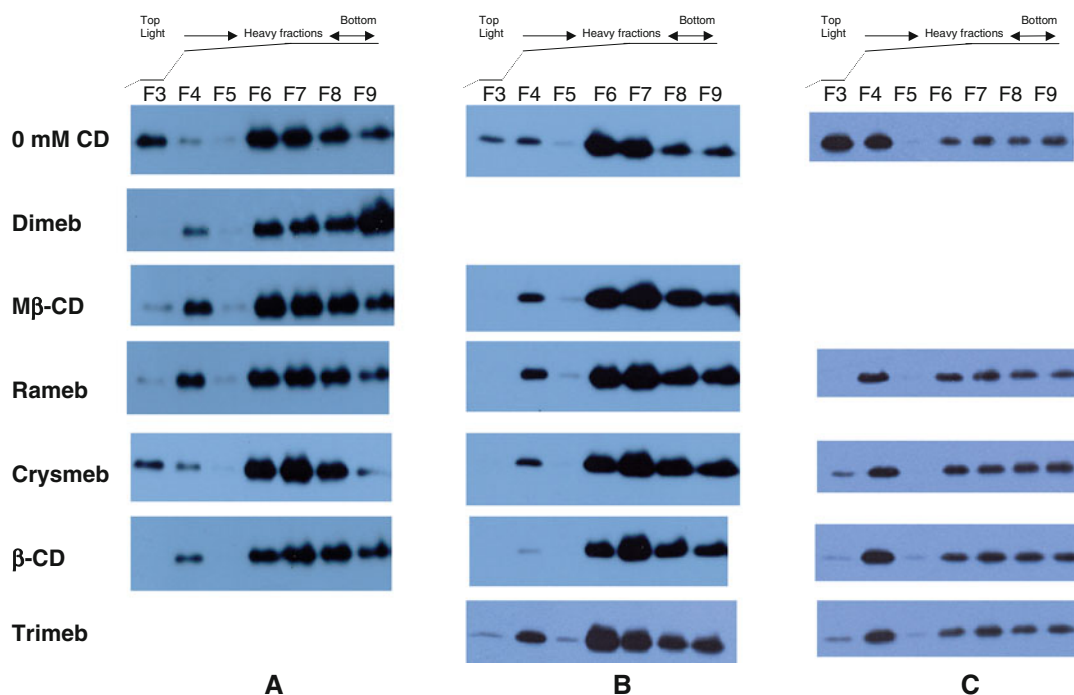 Top Light Heavy fractions Bottom
Top Light Heavy fractions Bottom
Top Light Heavy fractions Bottom
F3 F4 F5 F6 F7 F8 F9
F3 F4 F5 F6 F7 F8 F9
F3 F4 F5 F6 F7 F8 F9
0 mM CD
Dimeb
Mβ-CD
Rameb
Crysmeb
β-CD
Trimeb
A B C